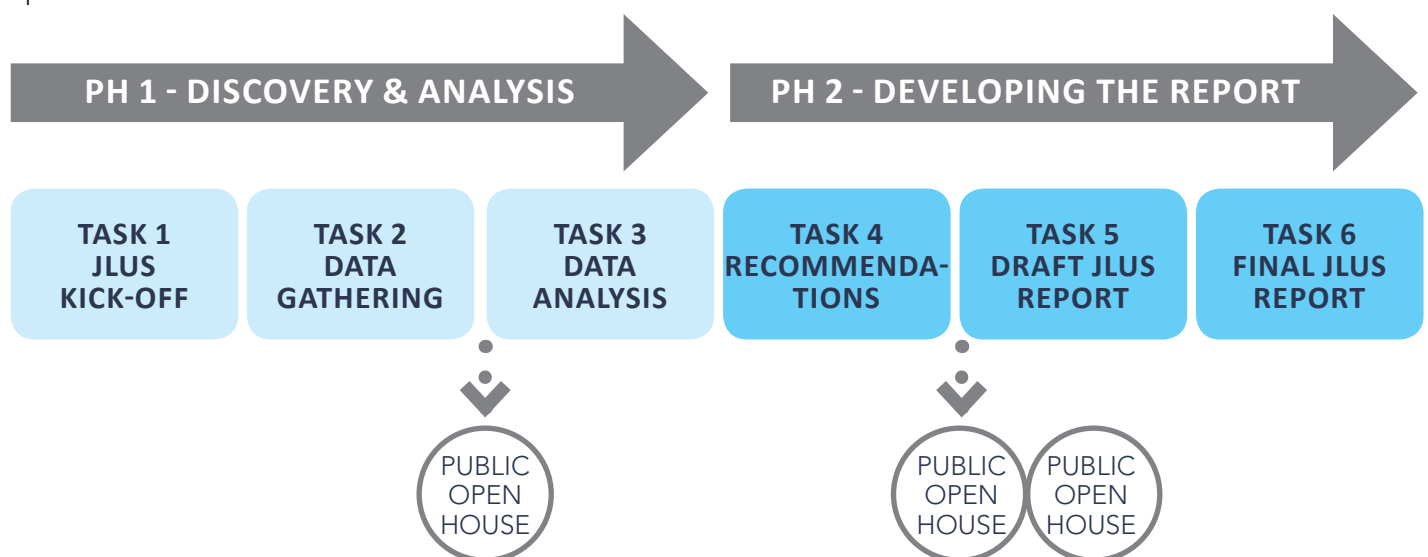 PH 1 - DISCOVERY & ANALYSIS
PH 2 - DEVELOPING THE REPORT
TASK 1
JLUS
KICK-OFF
TASK 2
DATA
GATHERING
TASK 3
DATA
ANALYSIS
TASK 4
RECOMMENDA-
TIONS
TASK 5
DRAFT JLUS
REPORT
TASK 6
FINAL JLUS
REPORT
PUBLIC
OPEN
HOUSE
PUBLIC
OPEN
HOUSE
PUBLIC
OPEN
HOUSE